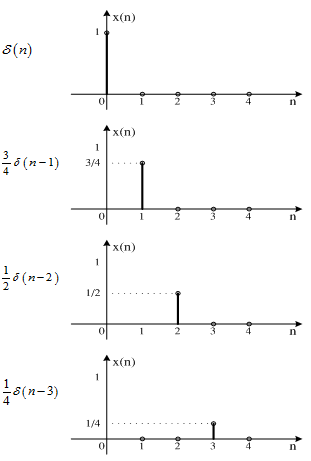 x(n)
1
δ(n)
0 1 2 3 4 n
x(n)
1
3/4
3/4 δ(n−1)
0 1 2 3 4 n
x(n)
1
1/2 δ(n−2)
1/2
0 1 2 3 4 n
x(n)
1
1/4 δ(n−3)
1/4
0 1 2 3 4 n